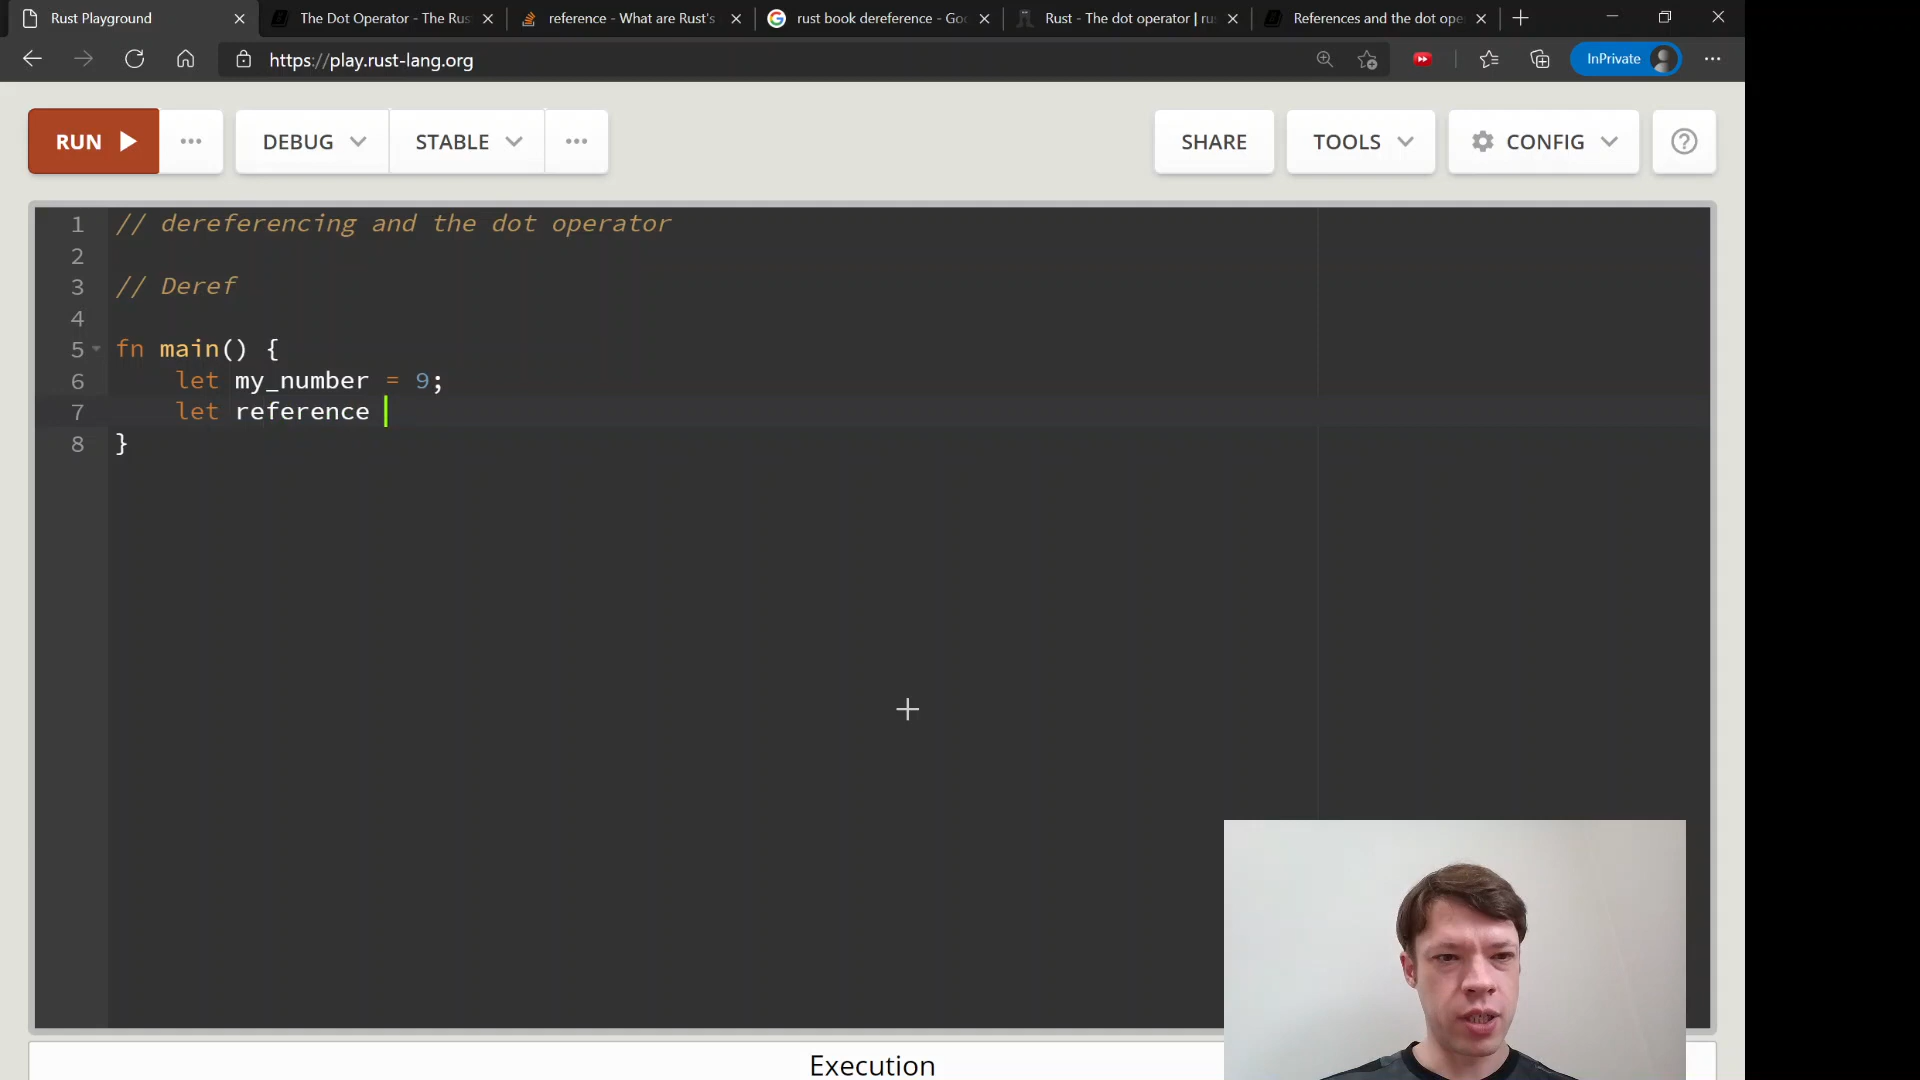 Rust Playground
The Dot Operator - The Rus
reference - What are Rust's
rust book dereference - Goo
Rust - The dot operator | rus
References and the dot ope
https://play.rust-lang.org
InPrivate
RUN
DEBUG
STABLE
SHARE
TOOLS
CONFIG
1 // dereferencing and the dot operator
2
3 // Deref
4
5 fn main() {
6 let my_number = 9;
7 let reference
8 }
Execution